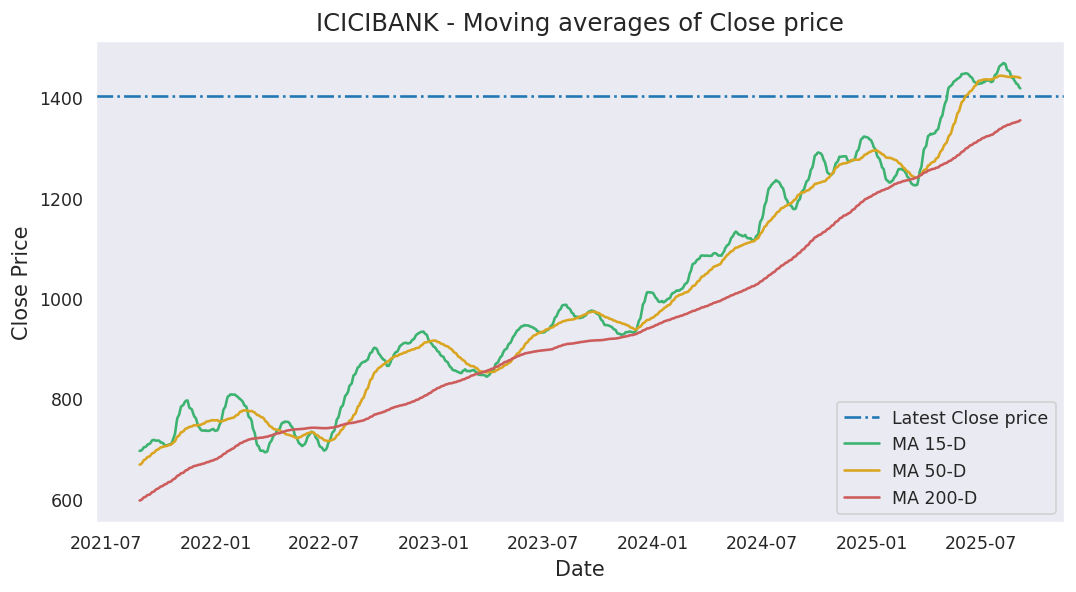 ICICIBANK - Moving averages of Close price
Close Price
1400
1200
1000
800
600
Latest Close price
MA 15-D
MA 50-D
MA 200-D
2021-07 2022-01 2022-07 2023-01 2023-07 2024-01 2024-07 2025-01 2025-07
Date